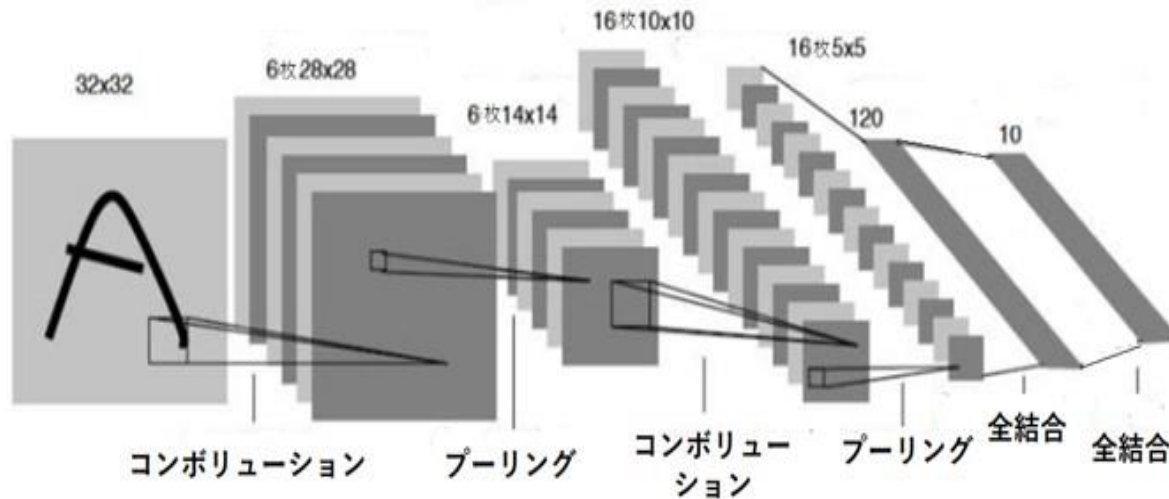 32x32
6枚28x28
6枚14x14
16枚10x10
16枚5x5
120
10
コンボリューション
プーリング
コンボリュー
ション
プーリング
全結合
全結合